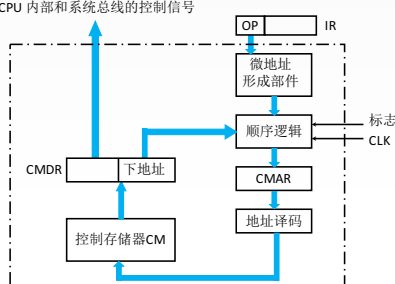 CPU 内部和系统总线的控制信号
OP
IR
微地址
形成部件
标志
顺序逻辑
CLK
CMDR
下地址
CMAR
地址译码
控制存储器CM